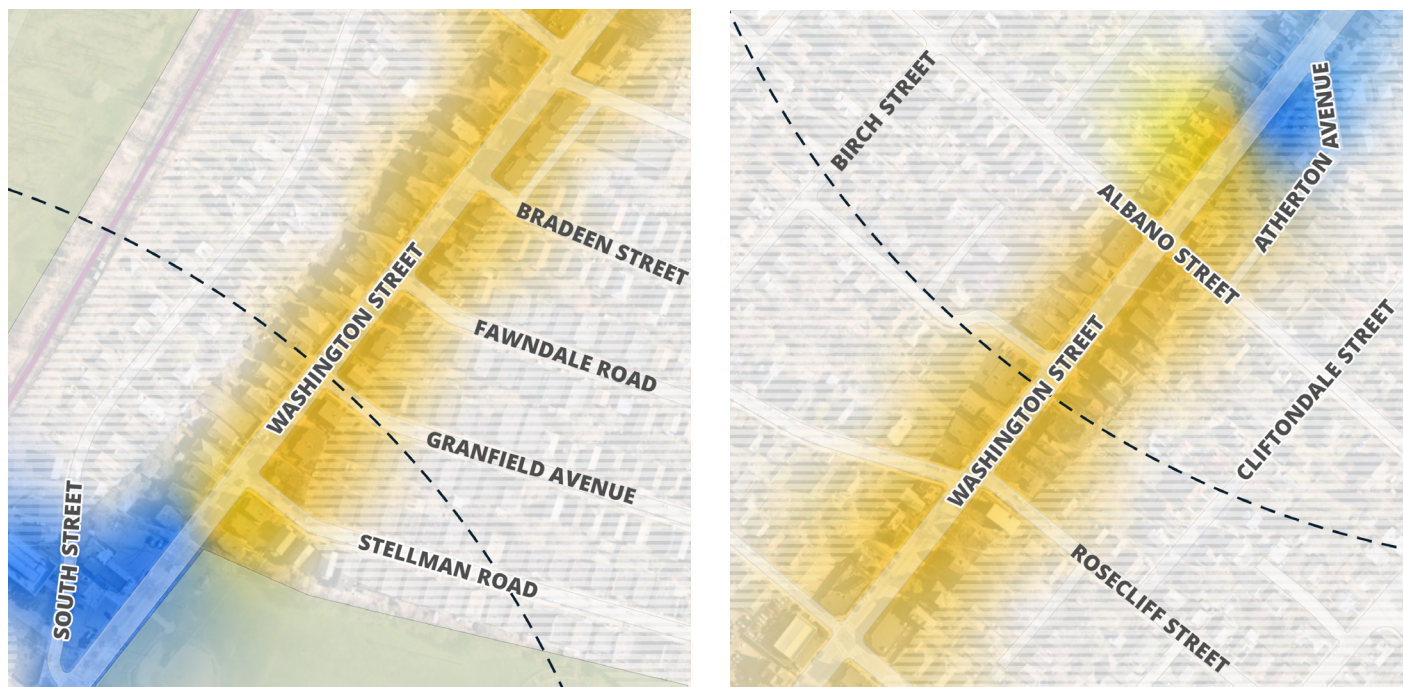 BRADEEN STREET
WASHINGTON STREET
FAWNDALE ROAD
GRANFIELD AVENUE
SOUTH STREET
STELLMAN ROAD
BIRCH STREET
ATHERTON AVENUE
ALBANO STREET
CLIFTONDALE STREET
WASHINGTON STREET
ROSECLIFF STREET